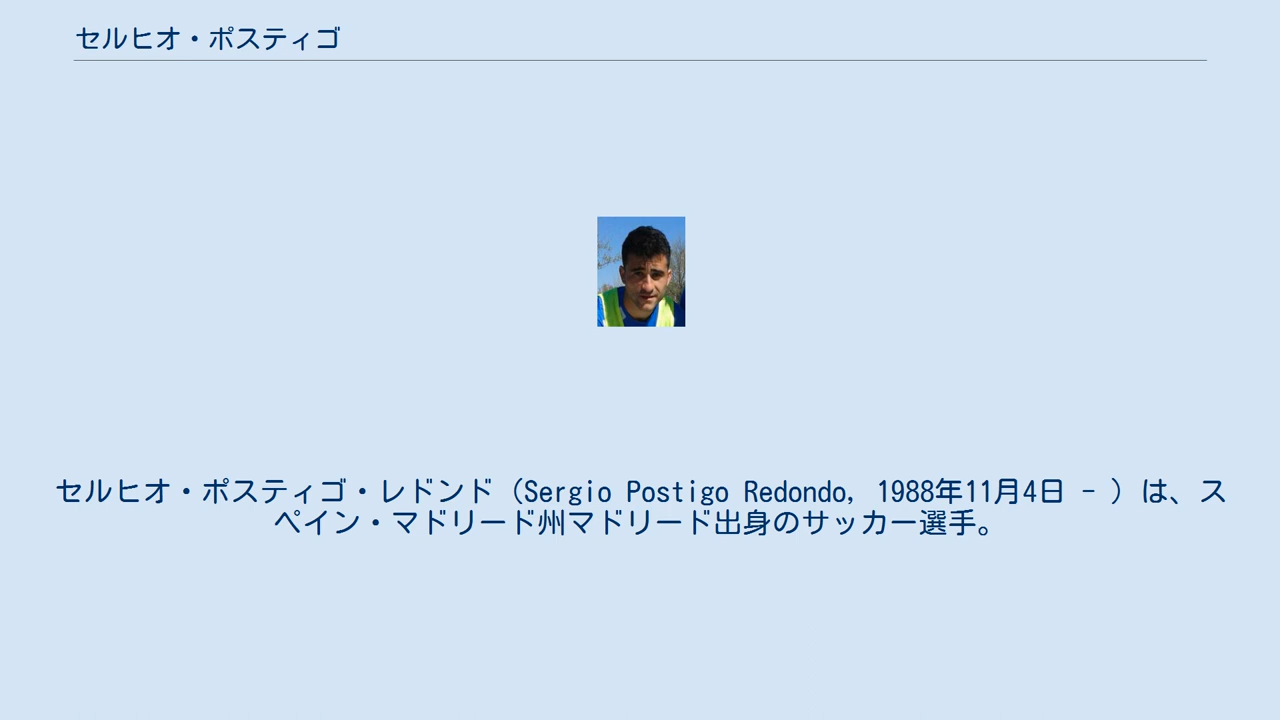 セルヒオ・ポスティゴ
セルヒオ・ポスティゴ・レドンド（Sergio Postigo Redondo, 1988年11月4日 - ）は、ス
ペイン・マドリード州マドリード出身のサッカー選手。